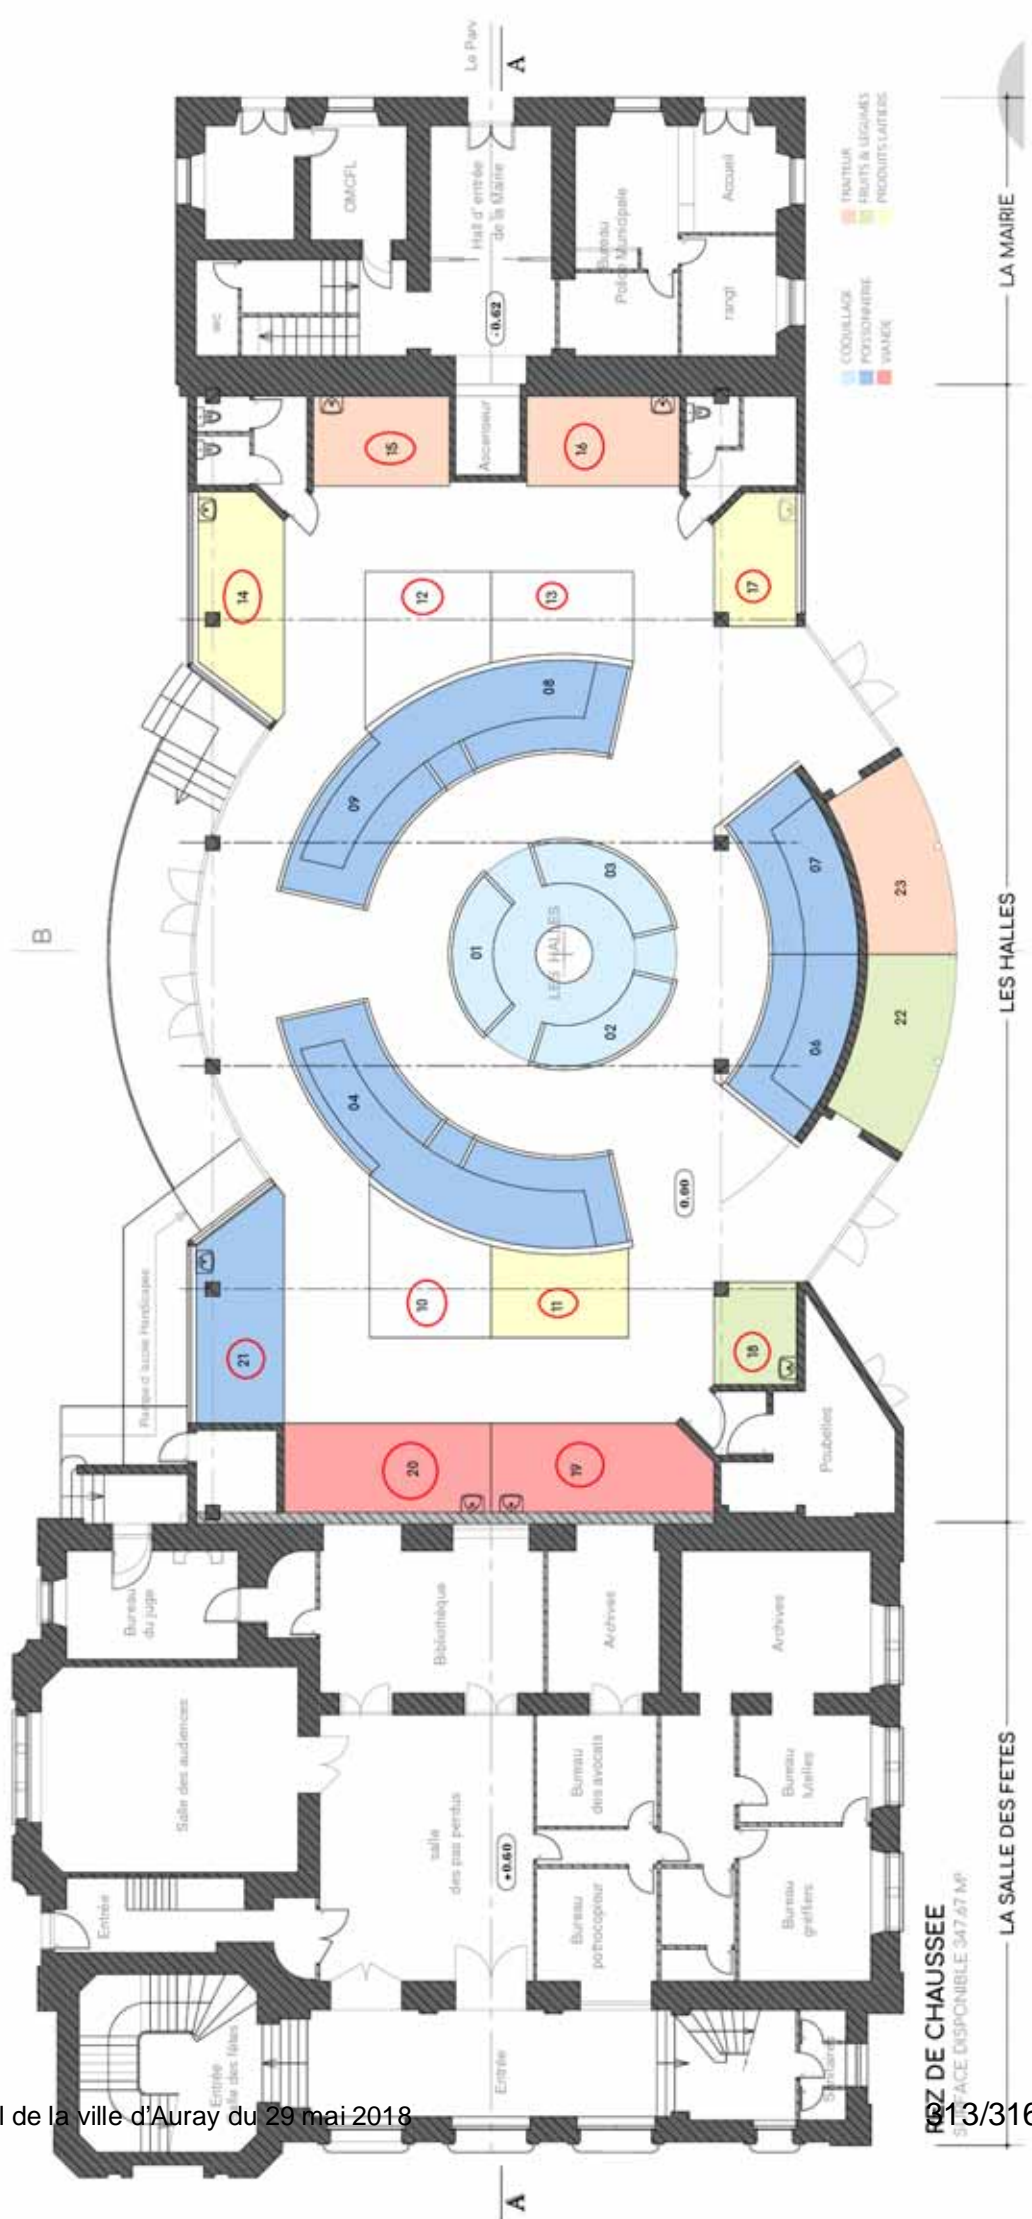 Le Parv
A
OMCFL
Hall d'entrée
de la Mairie
Bureau
Police Municipale
Accueil
rangt
wc
-0.62
TRAITEUR
FRUITS & LEGUMES
PRODUITS LAITIERS
COQUILLAGE
POISSONNERIE
VIANDE
LA MAIRIE
15
Ascenseur
16
14
12
13
17
08
09
07
03
01
LES HALLES
02
23
22
06
04
B
LES HALLES
0.00
Rampe d'accès Handicapés
21
10
11
18
20
19
Poubelles
Bureau
du juge
Bibliothèque
Archives
Archives
Salle des audiences
salle
des pas perdus
+0.60
Bureau
des avocats
Bureau
tutelles
Entrée
Bureau
pothocopieur
Bureau
greffiers
Entrée
salle des fêtes
Entrée
Sanitaires
LA SALLE DES FETES
REZ DE CHAUSSEE
SURFACE DISPONIBLE 347.67 M²
A
l de la ville d'Auray du 29 mai 2018
313/316